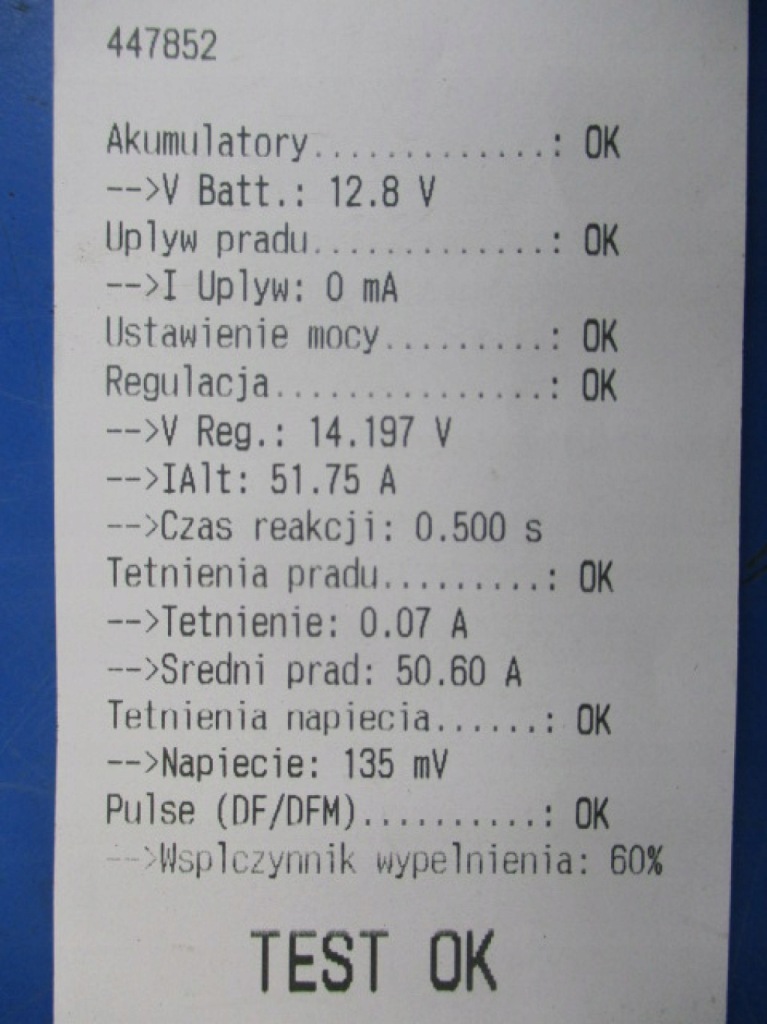 447852
Akumulatory..............: OK
-->V Batt.: 12.8 V
Uplyw pradu..............: OK
-->I Uplyw: 0 mA
Ustawienie mocy.........: OK
Regulacja................: OK
-->V Reg.: 14.197 V
-->IAlt: 51.75 A
-->Czas reakcji: 0.500 s
Tetnienia pradu.........: OK
-->Tetnienie: 0.07 A
-->Sredni prad: 50.60 A
Tetnienia napiecia......: OK
-->Napiecie: 135 mV
Pulse (DF/DFM)..........: OK
-->Wsplczynnik wypelnienia: 60%
TEST OK